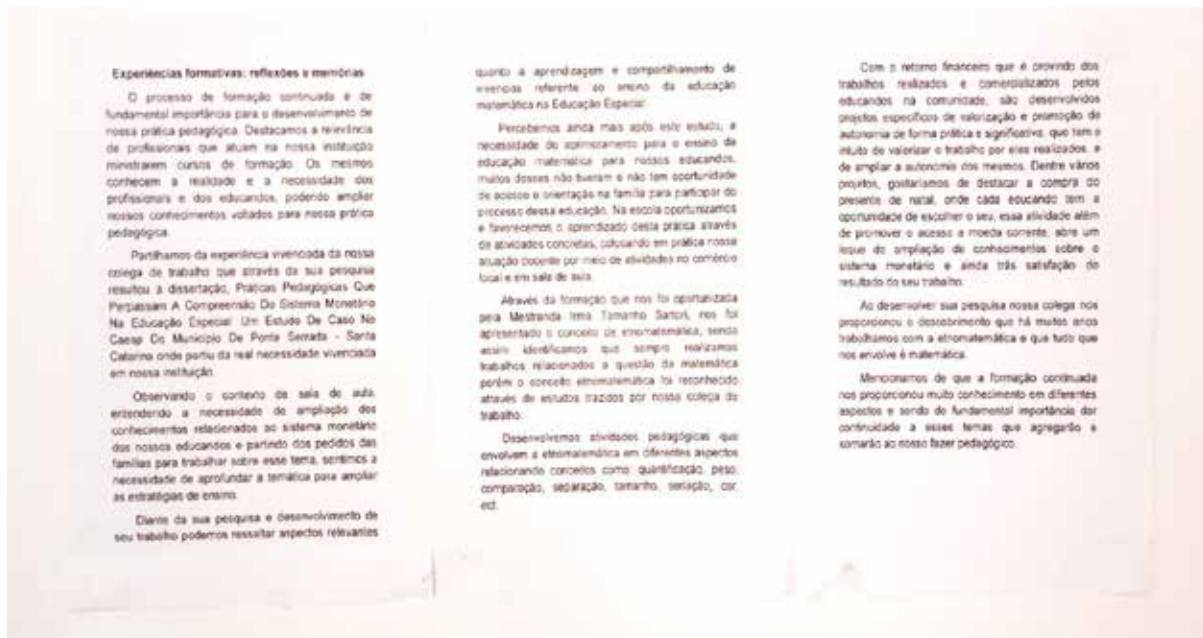 Experiências formativas: reflexões e memórias
O processo de formação continuada e de
fundamental importância para o desenvolvimento de
nossa prática pedagógica. Destacamos a relevância
de profissionais que atuam na nossa instituição
ministrarem cursos de formação. Os mesmos
conhecem a realidade e a necessidade dos
profissionais e dos educandos, podendo ampliar
nossos conhecimentos voltados para nossa prática
pedagógica.
Partilhamos da experiência vivenciada da nossa
colega de trabalho que através da sua pesquisa
resultou a dissertação, Práticas Pedagógicas Que
Perpassam A Compreensão Do Sistema Monetário
Na Educação Especial: Um Estudo De Caso No
Caesp Do Município De Ponte Serrada - Santa
Catarina onde partiu da real necessidade vivenciada
em nossa instituição.
Observando o contexto da sala de aula,
entendendo a necessidade de ampliação dos
conhecimentos relacionados ao sistema monetário
dos nossos educandos e partindo dos pedidos das
famílias para trabalhar sobre esse tema, sentimos a
necessidade de aprofundar a temática para ampliar
as estratégias de ensino.
Diante da sua pesquisa e desenvolvimento de
seu trabalho podemos ressaltar aspectos relevantes
quanto à aprendizagem e compartilhamento de
vivencias referente ao ensino da educação
matemática na Educação Especial.
Percebemos ainda mais após este estudo, a
necessidade do aprimoramento para o ensino da
educação matemática para nossos educandos,
muitos desses não tiveram e não tem oportunidade
de acesso e orientação na família para participar do
processo dessa educação. Na escola oportunizamos
e favorecemos o aprendizado desta prática através
de atividades concretas, colocando em prática nossa
atuação docente por meio de atividades no comércio
local e em sala de aula.
Através da formação que nos foi oportunizada
pela Mestranda Irma Tamanho Sartori, nos foi
apresentado o conceito de etnomatemática, sendo
assim identificamos que sempre realizamos
trabalhos relacionados a questão da matemática
porém o conceito etnomatemática foi reconhecido
através de estudos trazidos por nossa colega de
trabalho.
Desenvolvemos atividades pedagógicas que
envolvem a etnomatemática em diferentes aspectos
relacionando conceitos como: quantificação, peso,
comparação, separação, tamanho, seriação, cor,
ect.
Com o retorno financeiro que é provindo dos
trabalhos realizados e comercializados pelos
educandos na comunidade, são desenvolvidos
projetos específicos de valorização e promoção da
autonomia de forma prática e significativa, que tem o
intuito de valorizar o trabalho por eles realizados, e
de ampliar a autonomia dos mesmos. Dentre vários
projetos, gostaríamos de destacar a compra do
presente de natal, onde cada educando tem a
oportunidade de escolher o seu, essa atividade além
de promover o acesso a moeda corrente, abre um
leque de ampliação de conhecimentos sobre o
sistema monetário e ainda trás satisfação do
resultado do seu trabalho.
Ao desenvolver sua pesquisa nossa colega nos
proporcionou o descobrimento que há muitos anos
trabalhamos com a etnomatemática e que tudo que
nos envolve é matemática.
Mencionamos de que a formação continuada
nos proporcionou muito conhecimento em diferentes
aspectos e sendo de fundamental importância dar
continuidade a esses temas que agregarão e
somarão ao nosso fazer pedagógico.